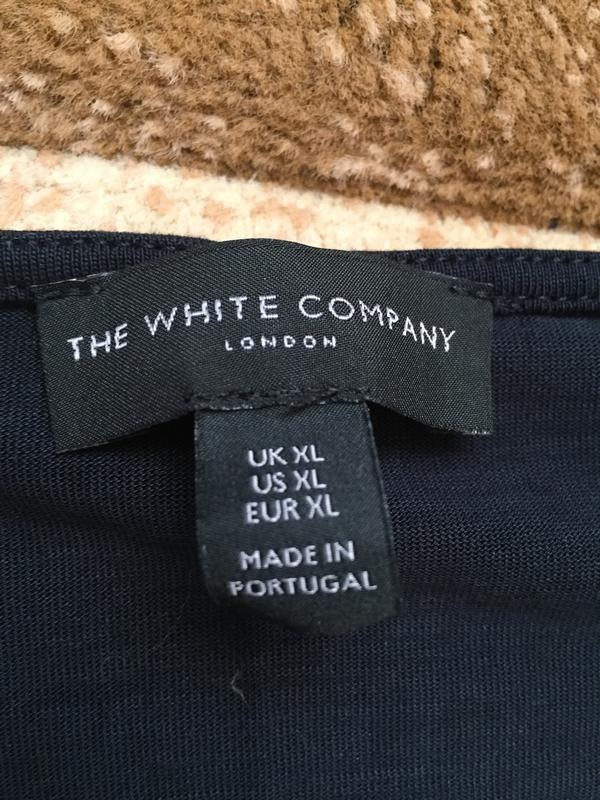 THE WHITE COMPANY
LONDON
UK XL
US XL
EUR XL
MADE IN
PORTUGAL